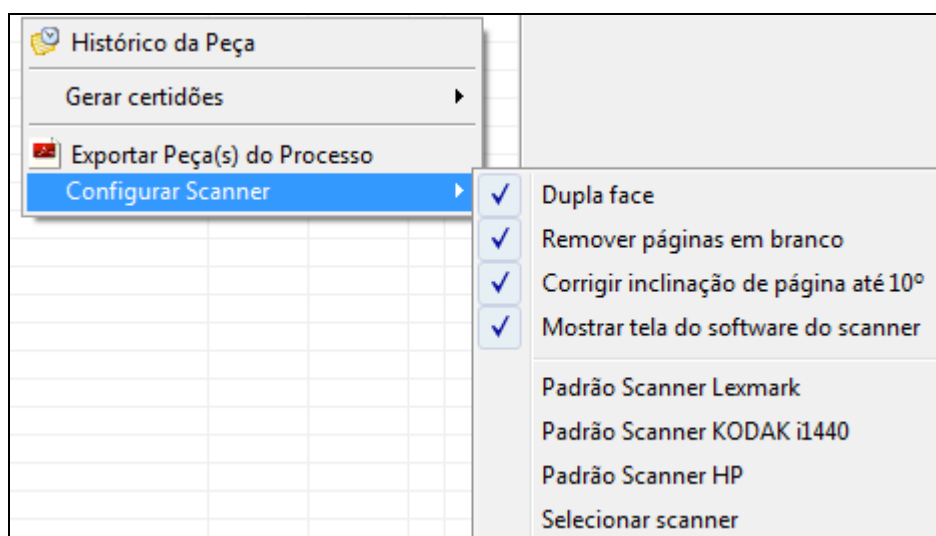 Histórico da Peça
Gerar certidões
Exportar Peça(s) do Processo
Configurar Scanner
Dupla face
Remover páginas em branco
Corrigir inclinação de página até 10º
Mostrar tela do software do scanner
Padrão Scanner Lexmark
Padrão Scanner KODAK i1440
Padrão Scanner HP
Selecionar scanner